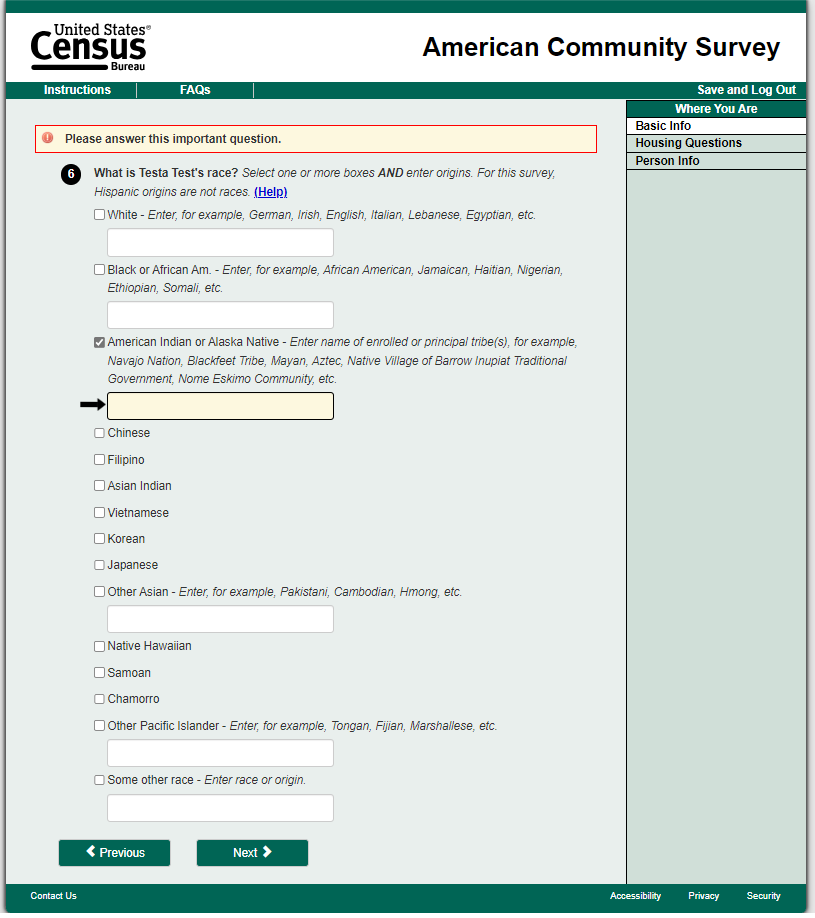 United States®
Census
Bureau
American Community Survey
Instructions
FAQs
Save and Log Out
Where You Are
Basic Info
Housing Questions
Person Info
Please answer this important question.
6 What is Testa Test's race? Select one or more boxes AND enter origins. For this survey,
Hispanic origins are not races. (Help)
White - Enter, for example, German, Irish, English, Italian, Lebanese, Egyptian, etc.
Black or African Am. - Enter, for example, African American, Jamaican, Haitian, Nigerian,
Ethiopian, Somali, etc.
American Indian or Alaska Native - Enter name of enrolled or principal tribe(s), for example,
Navajo Nation, Blackfeet Tribe, Mayan, Aztec, Native Village of Barrow Inupiat Traditional
Government, Nome Eskimo Community, etc.
Chinese
Filipino
Asian Indian
Vietnamese
Korean
Japanese
Other Asian - Enter, for example, Pakistani, Cambodian, Hmong, etc.
Native Hawaiian
Samoan
Chamorro
Other Pacific Islander - Enter, for example, Tongan, Fijian, Marshallese, etc.
Some other race - Enter race or origin.
Previous
Next
Contact Us
Accessibility
Privacy
Security